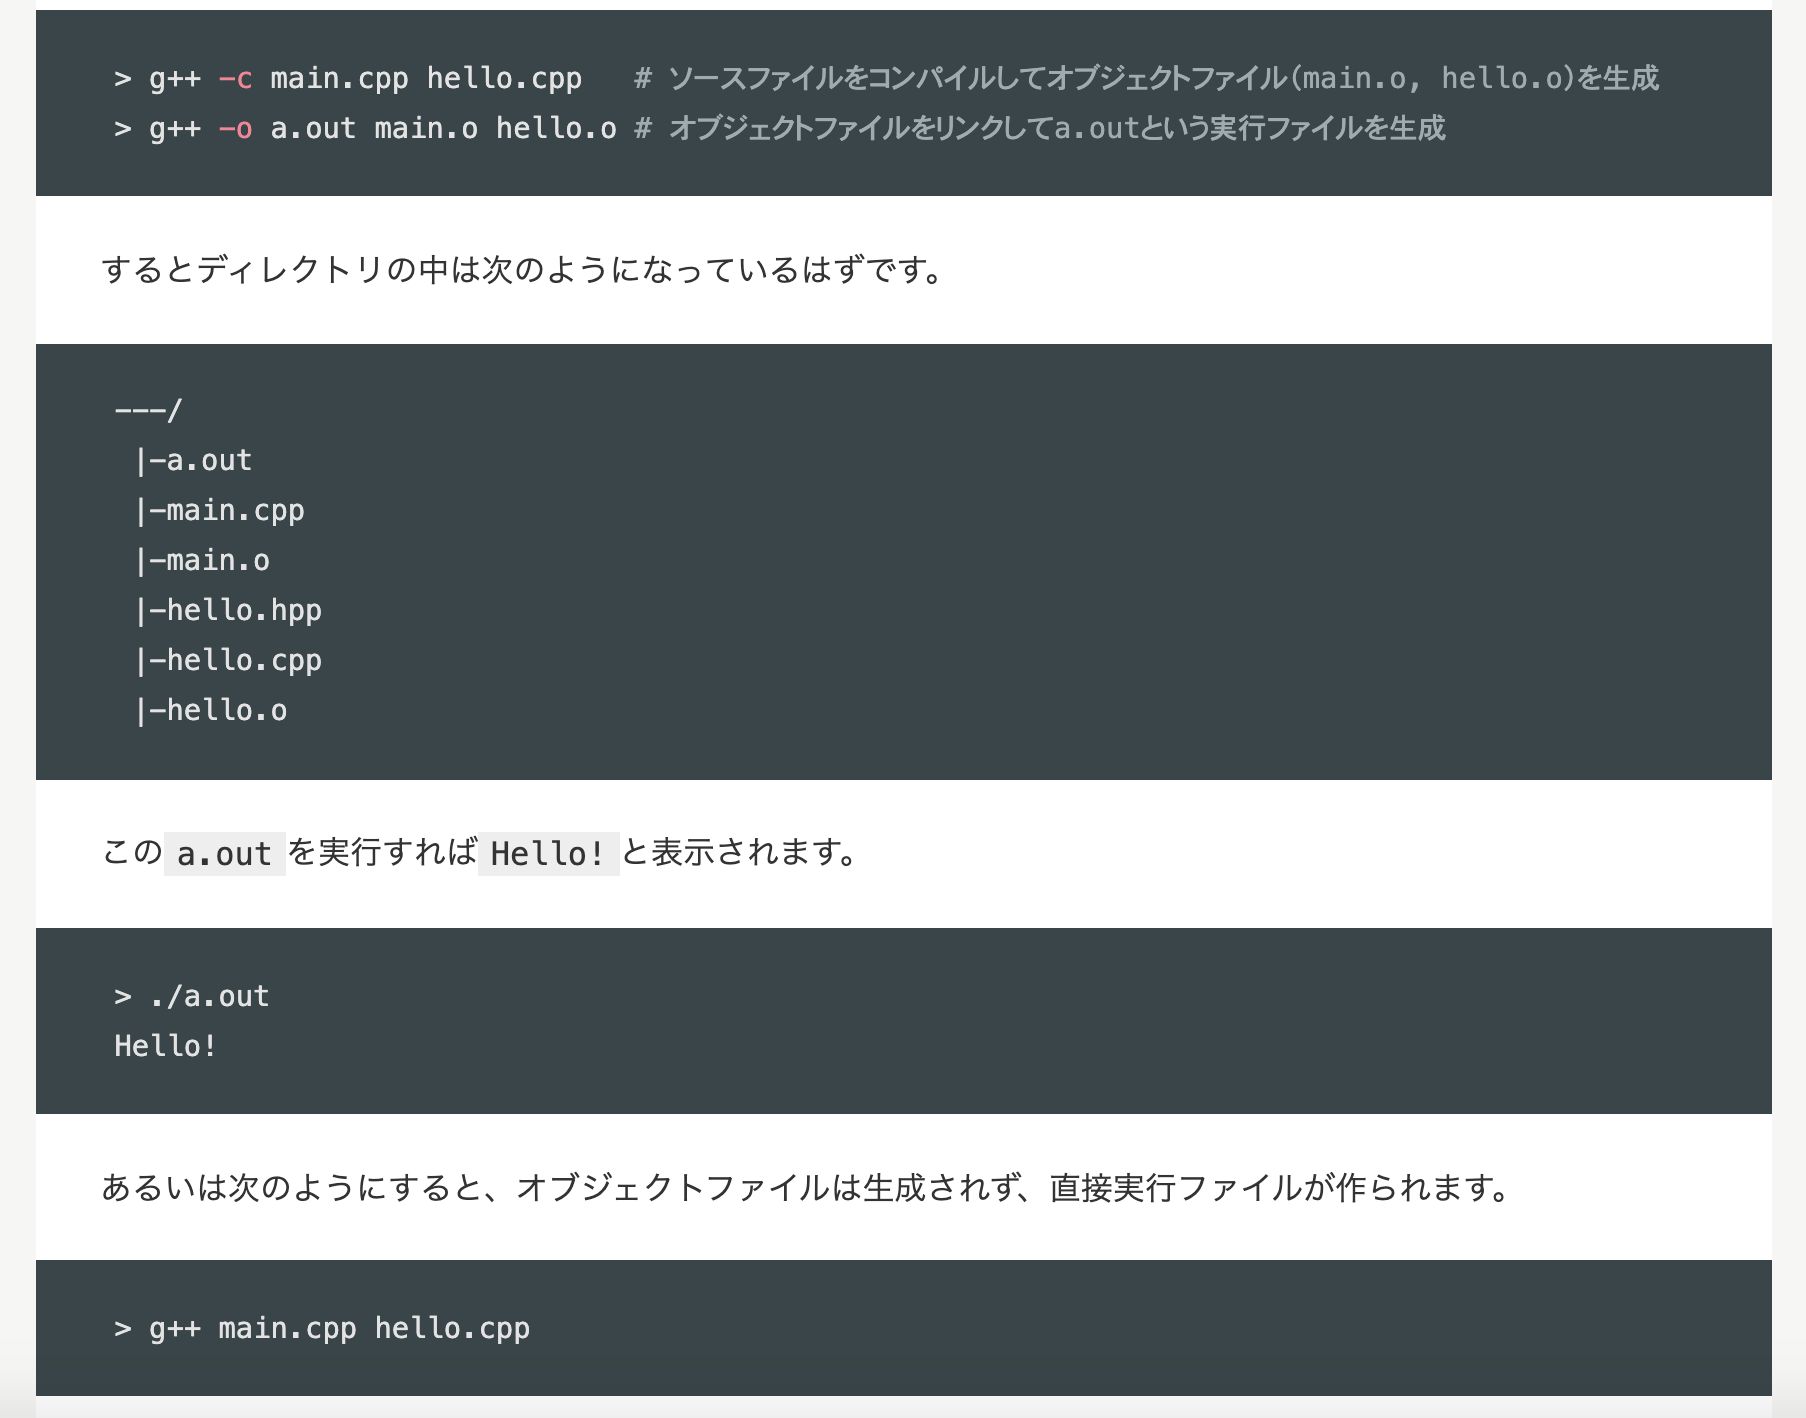 > g++ -c main.cpp hello.cpp   # ソースファイルをコンパイルしてオブジェクトファイル(main.o, hello.o)を生成
> g++ -o a.out main.o hello.o # オブジェクトファイルをリンクしてa.outという実行ファイルを生成
するとディレクトリの中は次のようになっているはずです。
---/
 |-a.out
 |-main.cpp
 |-main.o
 |-hello.hpp
 |-hello.cpp
 |-hello.o
この a.out を実行すれば Hello! と表示されます。
> ./a.out
Hello!
あるいは次のようにすると、オブジェクトファイルは生成されず、直接実行ファイルが作られます。
> g++ main.cpp hello.cpp